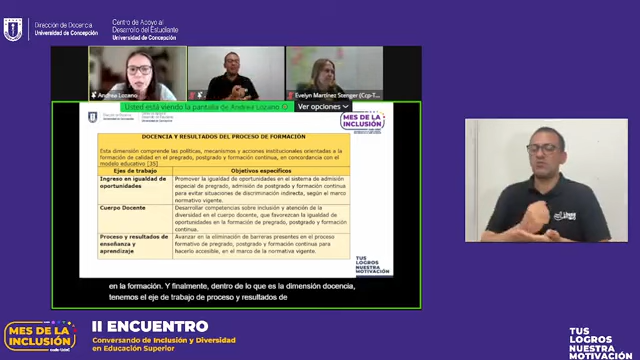 Dirección de Docencia
Universidad de Concepción
Centro de Apoyo al
Desarrollo del Estudiante
Universidad de Concepción
Andrea Lozano
Evelyn Martínez Stenger (Ccp-T...
Usted está viendo la pantalla de Andrea Lozano
Ver opciones
MES DE LA
INCLUSIÓN
DOCENCIA Y RESULTADOS DEL PROCESO DE FORMACIÓN
Esta dimensión comprende las políticas, mecanismos y acciones institucionales orientadas a la
formación de calidad en el pregrado, postgrado y formación continua, en concordancia con el
modelo educativo [35]
Ejes de trabajo
Objetivos específicos
Ingreso en igualdad de
oportunidades
Promover la igualdad de oportunidades en el sistema de admisión
especial de pregrado, admisión de postgrado y formación continua
para evitar situaciones de discriminación indirecta, según el marco
normativo vigente.
Cuerpo Docente
Desarrollar competencias sobre inclusión y atención de la
diversidad en el cuerpo docente, que favorezcan la igualdad de
oportunidades en la formación de pregrado, postgrado y formación
continua.
Proceso y resultados de
enseñanza y
aprendizaje
Avanzar en la eliminación de barreras presentes en el proceso
formativo de pregrado, postgrado y formación continua para
hacerlo accesible, en el marco de la normativa vigente.
TUS
LOGROS
NUESTRA
MOTIVACIÓN
en la formación. Y finalmente, dentro de lo que es la dimensión docencia,
tenemos el eje de trabajo de proceso y resultados de
MES DE LA
INCLUSIÓN
II ENCUENTRO
Conversando de Inclusión y Diversidad
en Educación Superior
TUS
LOGROS
NUESTRA
MOTIVACIÓN